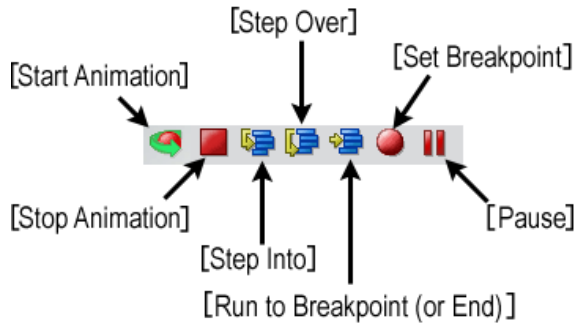 [Step Over]
[Set Breakpoint]
[Start Animation]
[Stop Animation]
[Pause]
[Step Into]
[Run to Breakpoint (or End)]